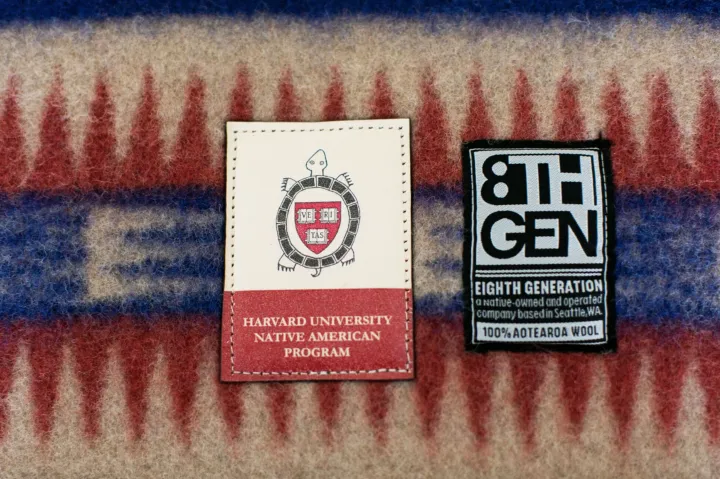 VE RI
TAS
HARVARD UNIVERSITY
NATIVE AMERICAN
PROGRAM
8TH
GEN
EIGHTH GENERATION
a native-owned and operated
company based in Seattle, WA.
100% AOTEAROA WOOL